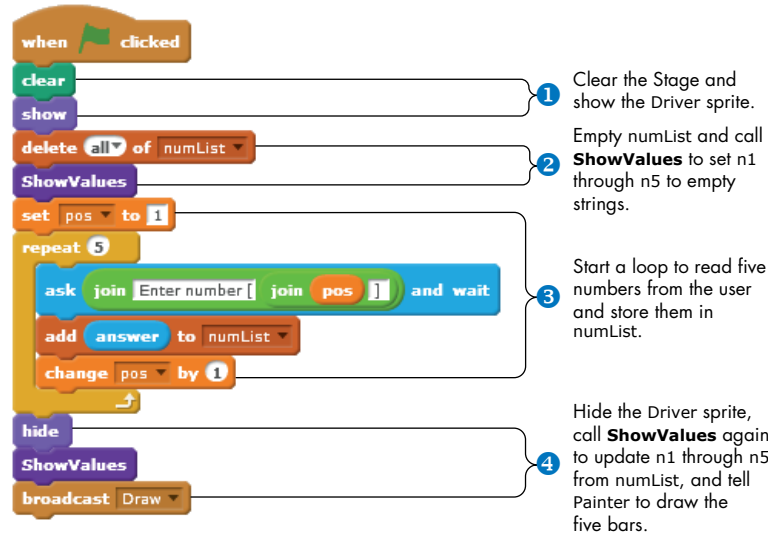 when clicked
clear
show
delete all of numList
ShowValues
set pos to 1
repeat 5
ask join Enter number [ join pos ] and wait
add answer to numList
change pos by 1
hide
ShowValues
broadcast Draw
1
Clear the Stage and
show the Driver sprite.
2
Empty numList and call
ShowValues to set n1
through n5 to empty
strings.
3
Start a loop to read five
numbers from the user
and store them in
numList.
4
Hide the Driver sprite,
call ShowValues again
to update n1 through n5
from numList, and tell
Painter to draw the
five bars.